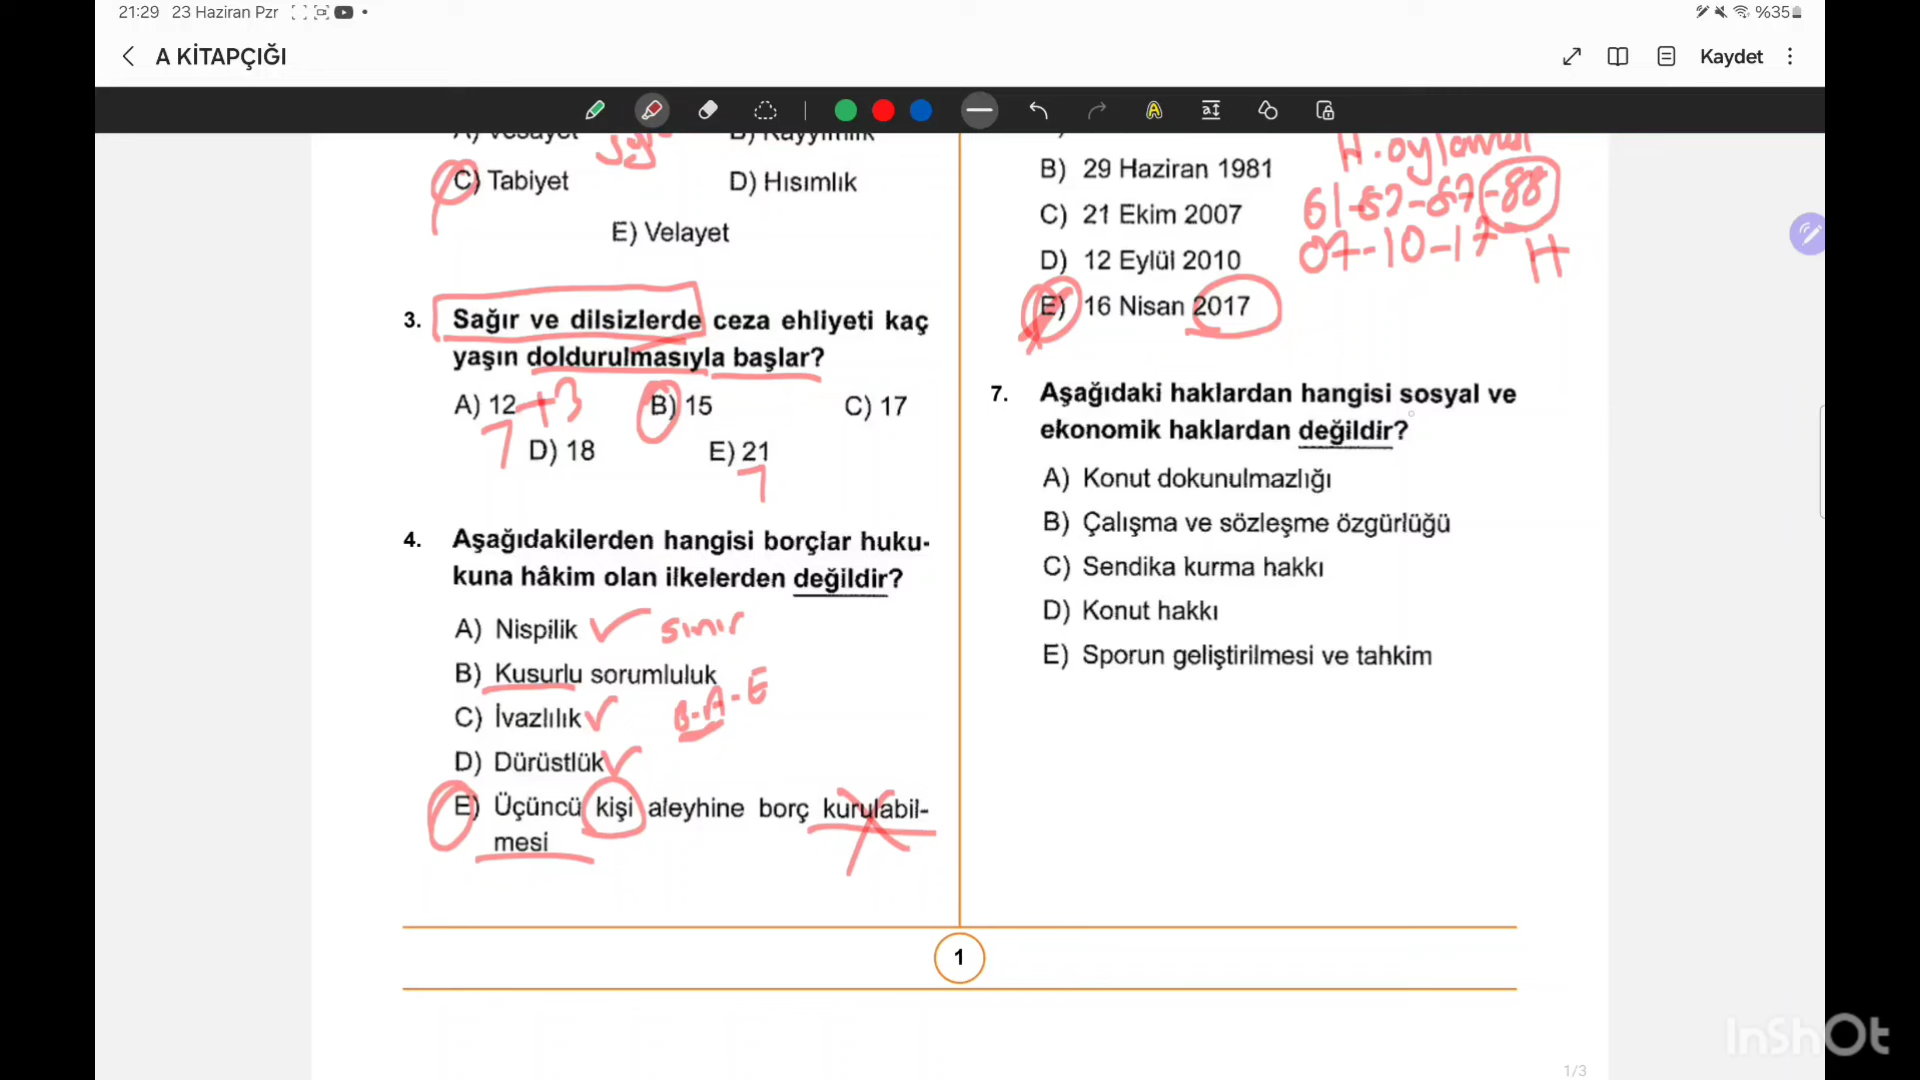 21:29 23 Haziran Pzr
%35
A KİTAPÇIĞI
Kaydet
A) Vesayet
B) Kayyımlık
C) Tabiyet
D) Hısımlık
E) Velayet
3. Sağır ve dilsizlerde ceza ehliyeti kaç
yaşın doldurulmasıyla başlar?
A) 12 +3
B) 15
C) 17
D) 18
E) 21
4. Aşağıdakilerden hangisi borçlar huku-
kuna hâkim olan ilkelerden değildir?
A) Nispilik
sınır
B) Kusurlu sorumluluk
C) İvazlılık
B-A-E
D) Dürüstlük
E) Üçüncü kişi aleyhine borç kurulabil-
mesi
H.oylaması
B) 29 Haziran 1981
61-82-87-88
C) 21 Ekim 2007
07-10-17 H
D) 12 Eylül 2010
E) 16 Nisan 2017
7. Aşağıdaki haklardan hangisi sosyal ve
ekonomik haklardan değildir?
A) Konut dokunulmazlığı
B) Çalışma ve sözleşme özgürlüğü
C) Sendika kurma hakkı
D) Konut hakkı
E) Sporun geliştirilmesi ve tahkim
1
InShOt
1/3